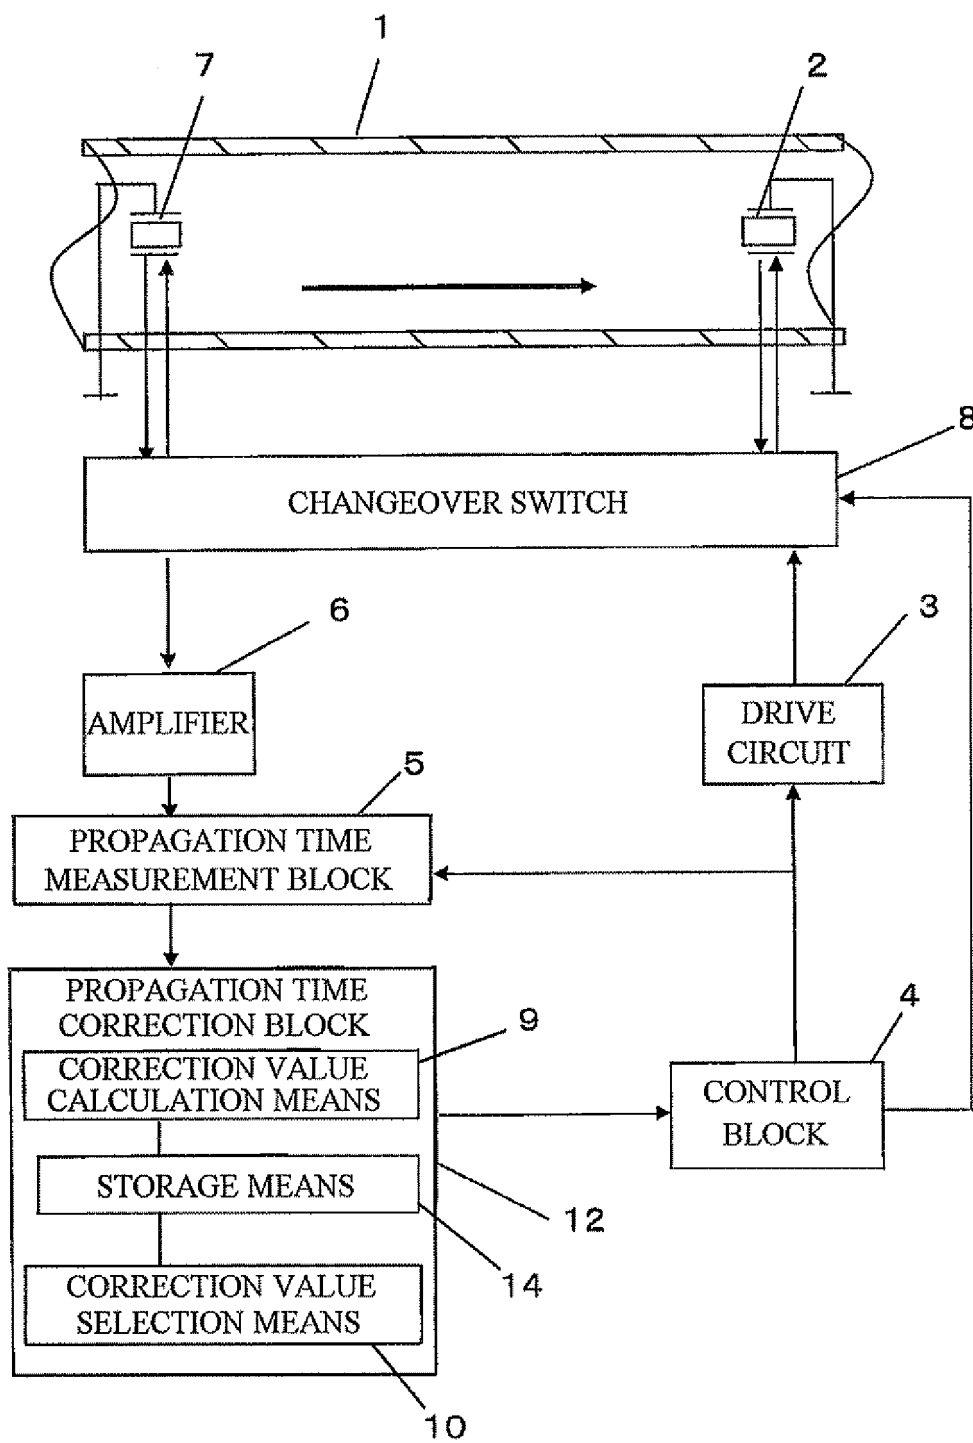 1
7
2
8
CHANGEOVER SWITCH
6
3
AMPLIFIER
DRIVE
CIRCUIT
5
PROPAGATION TIME
MEASUREMENT BLOCK
PROPAGATION TIME
CORRECTION BLOCK
9
4
CORRECTION VALUE
CALCULATION MEANS
CONTROL
BLOCK
STORAGE MEANS
12
14
CORRECTION VALUE
SELECTION MEANS
10